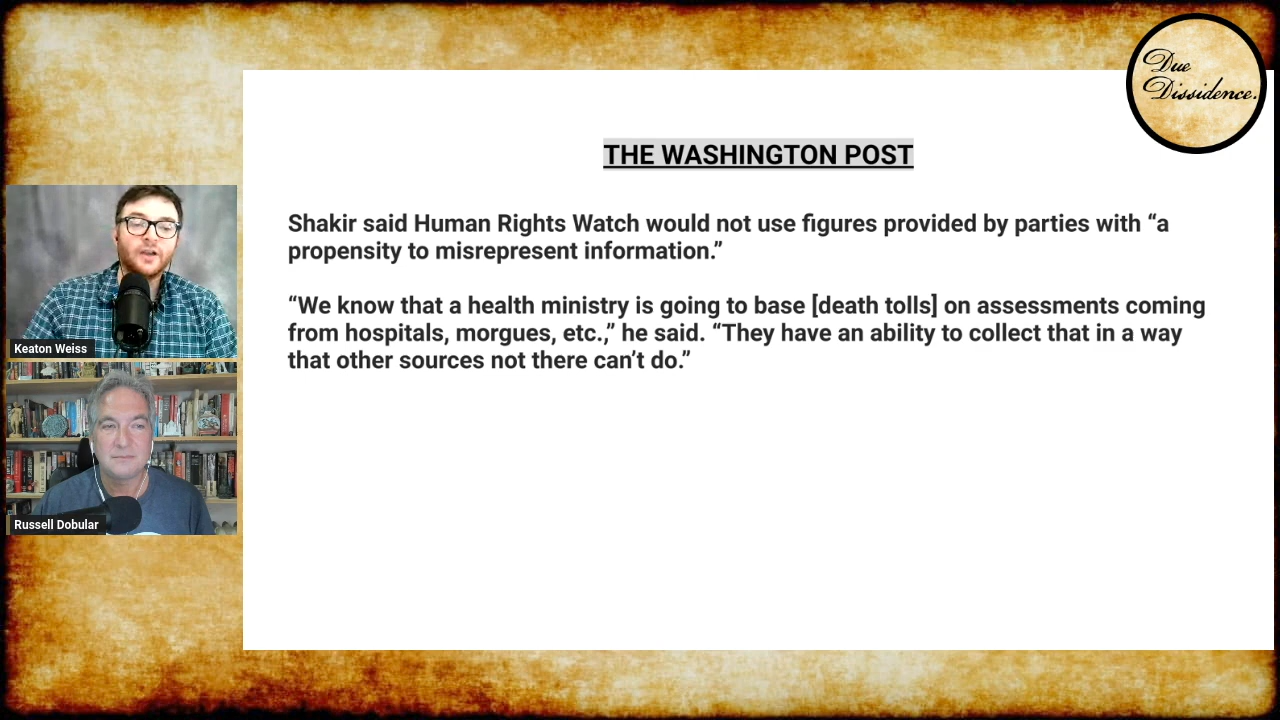 Due
Dissidence.
THE WASHINGTON POST
Shakir said Human Rights Watch would not use figures provided by parties with “a
propensity to misrepresent information.”
“We know that a health ministry is going to base [death tolls] on assessments coming
from hospitals, morgues, etc.,” he said. “They have an ability to collect that in a way
that other sources not there can’t do.”
Keaton Weiss
Russell Dobular